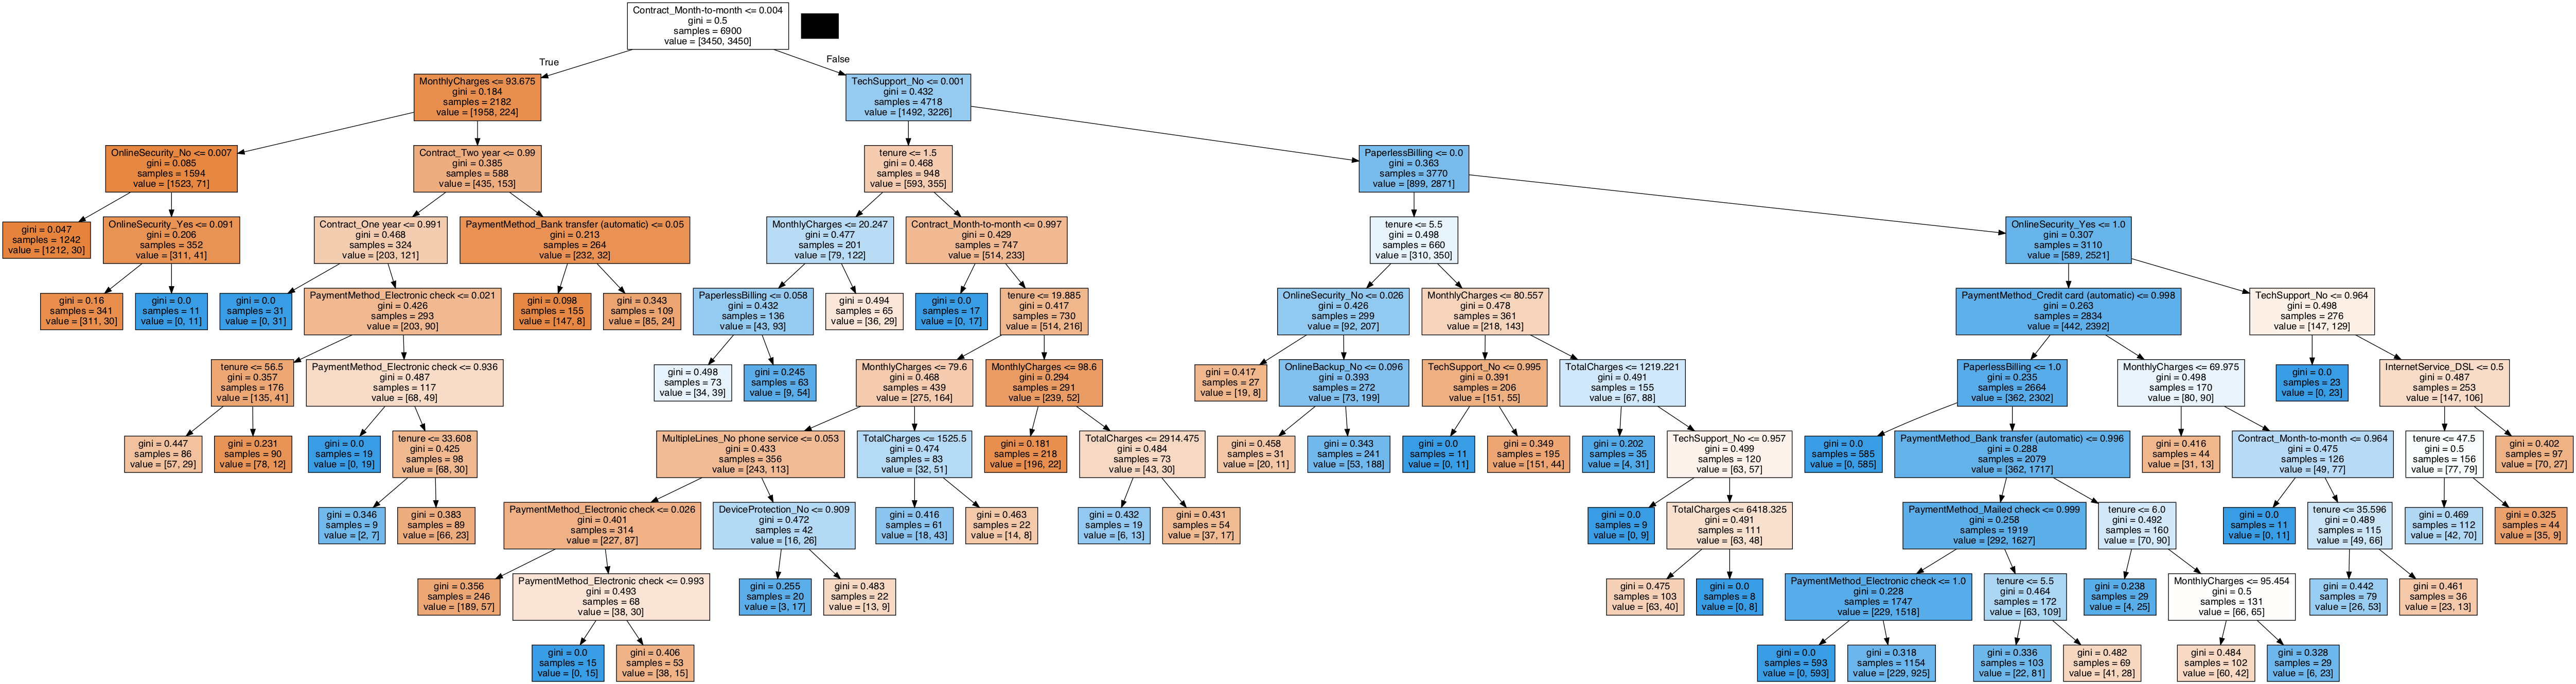 Contract_Month-to-month <= 0.004
gini = 0.5
samples = 6900
value = [3450, 3450]
True
False
MonthlyCharges <= 93.675
gini = 0.184
samples = 2182
value = [1958, 224]
TechSupport_No <= 0.001
gini = 0.432
samples = 4718
value = [1492, 3226]
OnlineSecurity_No <= 0.007
gini = 0.085
samples = 1594
value = [1523, 71]
Contract_Two year <= 0.99
gini = 0.385
samples = 588
value = [435, 153]
tenure <= 1.5
gini = 0.468
samples = 948
value = [593, 355]
PaperlessBilling <= 0.0
gini = 0.363
samples = 3770
value = [899, 2871]
gini = 0.047
samples = 1242
value = [1212, 30]
OnlineSecurity_Yes <= 0.091
gini = 0.206
samples = 352
value = [311, 41]
Contract_One year <= 0.991
gini = 0.468
samples = 324
value = [203, 121]
PaymentMethod_Bank transfer (automatic) <= 0.05
gini = 0.213
samples = 264
value = [232, 32]
MonthlyCharges <= 20.247
gini = 0.477
samples = 201
value = [79, 122]
Contract_Month-to-month <= 0.997
gini = 0.429
samples = 747
value = [514, 233]
tenure <= 5.5
gini = 0.498
samples = 660
value = [310, 350]
OnlineSecurity_Yes <= 1.0
gini = 0.307
samples = 3110
value = [589, 2521]
gini = 0.16
samples = 341
value = [311, 30]
gini = 0.0
samples = 11
value = [0, 11]
gini = 0.0
samples = 31
value = [0, 31]
PaymentMethod_Electronic check <= 0.021
gini = 0.426
samples = 293
value = [203, 90]
gini = 0.098
samples = 155
value = [147, 8]
gini = 0.343
samples = 109
value = [85, 24]
PaperlessBilling <= 0.058
gini = 0.432
samples = 136
value = [43, 93]
gini = 0.494
samples = 65
value = [36, 29]
gini = 0.0
samples = 17
value = [0, 17]
tenure <= 19.885
gini = 0.417
samples = 730
value = [514, 216]
OnlineSecurity_No <= 0.026
gini = 0.426
samples = 299
value = [92, 207]
MonthlyCharges <= 80.557
gini = 0.478
samples = 361
value = [218, 143]
PaymentMethod_Credit card (automatic) <= 0.998
gini = 0.263
samples = 2834
value = [442, 2392]
TechSupport_No <= 0.964
gini = 0.498
samples = 276
value = [147, 129]
tenure <= 56.5
gini = 0.357
samples = 176
value = [135, 41]
PaymentMethod_Electronic check <= 0.936
gini = 0.487
samples = 117
value = [68, 49]
gini = 0.498
samples = 73
value = [34, 39]
gini = 0.245
samples = 63
value = [9, 54]
MonthlyCharges <= 79.6
gini = 0.468
samples = 439
value = [275, 164]
MonthlyCharges <= 98.6
gini = 0.294
samples = 291
value = [239, 52]
gini = 0.417
samples = 27
value = [19, 8]
OnlineBackup_No <= 0.096
gini = 0.393
samples = 272
value = [73, 199]
TechSupport_No <= 0.995
gini = 0.391
samples = 206
value = [151, 55]
TotalCharges <= 1219.221
gini = 0.491
samples = 155
value = [67, 88]
PaperlessBilling <= 1.0
gini = 0.235
samples = 2664
value = [362, 2302]
MonthlyCharges <= 69.975
gini = 0.498
samples = 170
value = [80, 90]
gini = 0.0
samples = 23
value = [0, 23]
InternetService_DSL <= 0.5
gini = 0.487
samples = 253
value = [147, 106]
gini = 0.447
samples = 86
value = [57, 29]
gini = 0.231
samples = 90
value = [78, 12]
gini = 0.0
samples = 19
value = [0, 19]
tenure <= 33.608
gini = 0.425
samples = 98
value = [68, 30]
MultipleLines_No phone service <= 0.053
gini = 0.433
samples = 356
value = [243, 113]
TotalCharges <= 1525.5
gini = 0.474
samples = 83
value = [32, 51]
gini = 0.181
samples = 218
value = [196, 22]
TotalCharges <= 2914.475
gini = 0.484
samples = 73
value = [43, 30]
gini = 0.458
samples = 31
value = [20, 11]
gini = 0.343
samples = 241
value = [53, 188]
gini = 0.0
samples = 11
value = [0, 11]
gini = 0.349
samples = 195
value = [151, 44]
gini = 0.202
samples = 35
value = [4, 31]
TechSupport_No <= 0.957
gini = 0.499
samples = 120
value = [63, 57]
gini = 0.0
samples = 585
value = [0, 585]
PaymentMethod_Bank transfer (automatic) <= 0.996
gini = 0.288
samples = 2079
value = [362, 1717]
gini = 0.416
samples = 44
value = [31, 13]
Contract_Month-to-month <= 0.964
gini = 0.475
samples = 126
value = [49, 77]
tenure <= 47.5
gini = 0.5
samples = 156
value = [77, 79]
gini = 0.402
samples = 97
value = [70, 27]
gini = 0.346
samples = 9
value = [2, 7]
gini = 0.383
samples = 89
value = [66, 23]
PaymentMethod_Electronic check <= 0.026
gini = 0.401
samples = 314
value = [227, 87]
DeviceProtection_No <= 0.909
gini = 0.472
samples = 42
value = [16, 26]
gini = 0.416
samples = 61
value = [18, 43]
gini = 0.463
samples = 22
value = [14, 8]
gini = 0.432
samples = 19
value = [6, 13]
gini = 0.431
samples = 54
value = [37, 17]
gini = 0.0
samples = 9
value = [0, 9]
TotalCharges <= 6418.325
gini = 0.491
samples = 111
value = [63, 48]
PaymentMethod_Mailed check <= 0.999
gini = 0.258
samples = 1919
value = [292, 1627]
tenure <= 6.0
gini = 0.492
samples = 160
value = [70, 90]
gini = 0.0
samples = 11
value = [0, 11]
tenure <= 35.596
gini = 0.489
samples = 115
value = [49, 66]
gini = 0.469
samples = 112
value = [42, 70]
gini = 0.325
samples = 44
value = [35, 9]
gini = 0.356
samples = 246
value = [189, 57]
PaymentMethod_Electronic check <= 0.993
gini = 0.493
samples = 68
value = [38, 30]
gini = 0.255
samples = 20
value = [3, 17]
gini = 0.483
samples = 22
value = [13, 9]
gini = 0.475
samples = 103
value = [63, 40]
gini = 0.0
samples = 8
value = [0, 8]
PaymentMethod_Electronic check <= 1.0
gini = 0.228
samples = 1747
value = [229, 1518]
tenure <= 5.5
gini = 0.464
samples = 172
value = [63, 109]
gini = 0.238
samples = 29
value = [4, 25]
MonthlyCharges <= 95.454
gini = 0.5
samples = 131
value = [66, 65]
gini = 0.442
samples = 79
value = [26, 53]
gini = 0.461
samples = 36
value = [23, 13]
gini = 0.0
samples = 15
value = [0, 15]
gini = 0.406
samples = 53
value = [38, 15]
gini = 0.0
samples = 593
value = [0, 593]
gini = 0.318
samples = 1154
value = [229, 925]
gini = 0.336
samples = 103
value = [22, 81]
gini = 0.482
samples = 69
value = [41, 28]
gini = 0.484
samples = 102
value = [60, 42]
gini = 0.328
samples = 29
value = [6, 23]